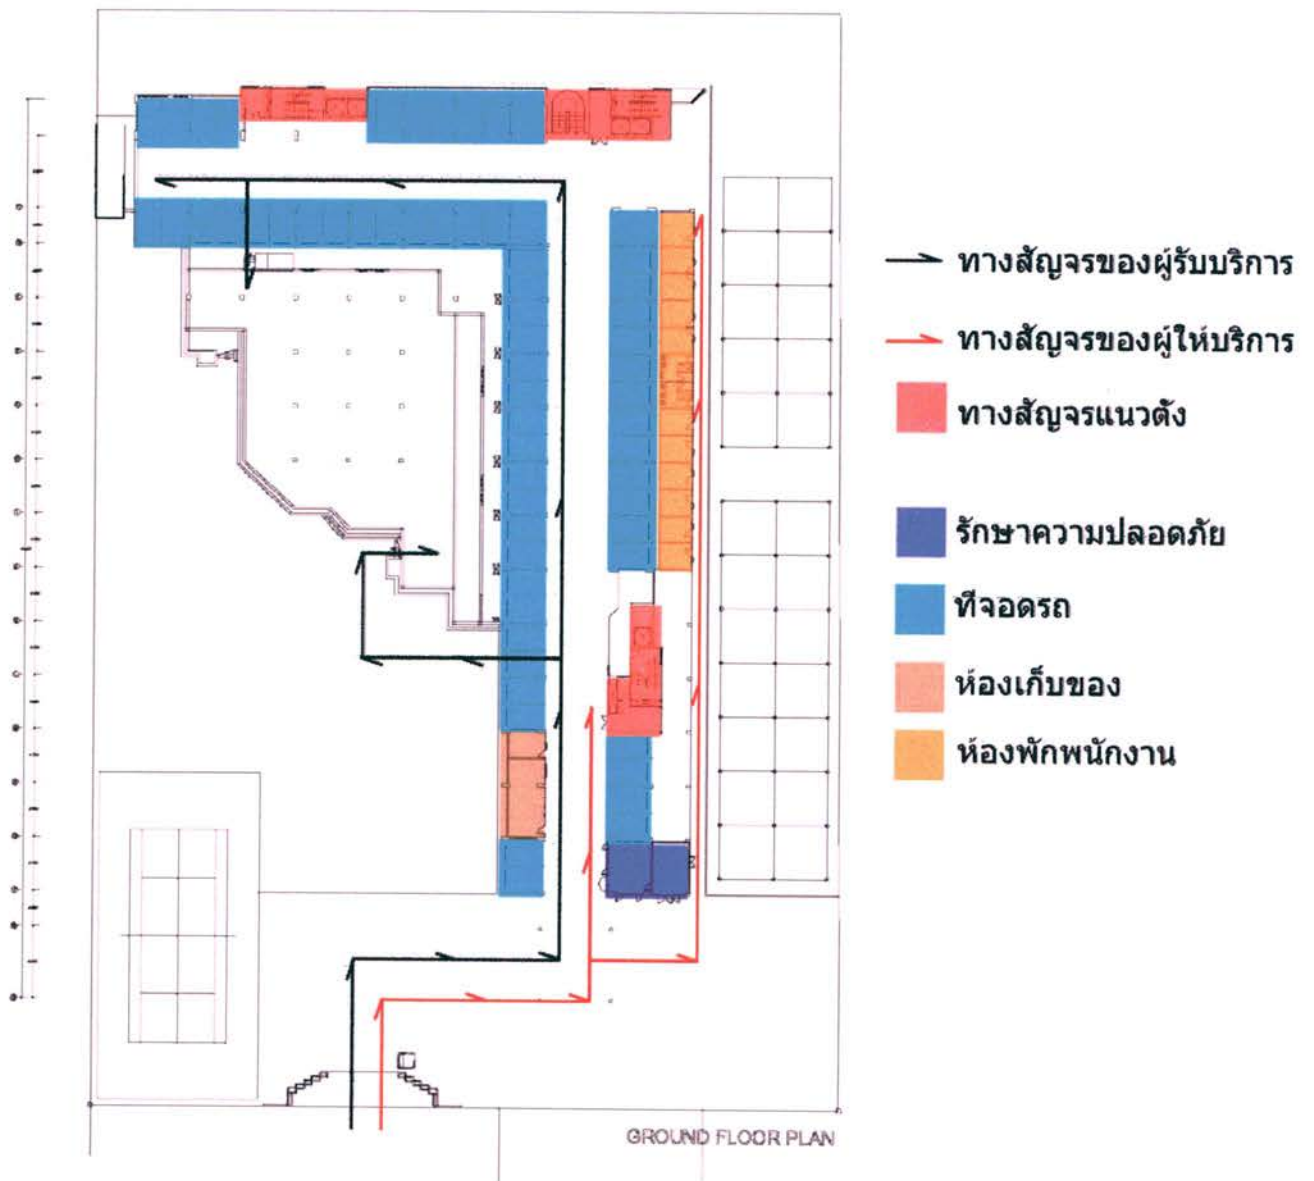 ทางสัญจรของผู้รับบริการ
ทางสัญจรของผู้ให้บริการ
ทางสัญจรแนวตั้ง
รักษาความปลอดภัย
ที่จอดรถ
ห้องเก็บของ
ห้องพักพนักงาน
GROUND FLOOR PLAN